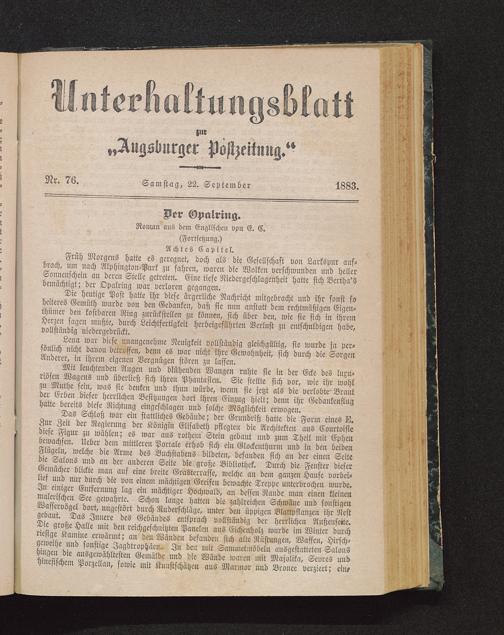 Unterhaltungsblatt
zur
„Augsburger Postzeitung.“
Nr. 76.
Samstag, 22. September
1883.
Der Opalring.
Roman aus dem Englischen von E. C.
(Fortsetzung.)
Achtes Capitel.
Früh Morgens hatte es geregnet, doch als die Gesellschaft von Larkspur auf-
brach, um nach Alphington-Park zu fahren, waren die Wolken verschwunden und heller
Sonnenschein an deren Stelle getreten. Eine tiefe Niedergeschlagenheit hatte sich Bertha's
bemächtigt; der Opalring war verloren gegangen.
Die heutige Post hatte ihr diese ärgerliche Nachricht mitgebracht und ihr sonst so
heiteres Gemüth wurde von den Gedanken, daß sie nun anstatt dem rechtmäßigen Eigen-
thümer den kostbaren Ring zurückstellen zu können, sich über den, wie sie sich in ihrem
Herzen sagen mußte, durch Leichtfertigkeit herbeigeführten Verlust zu entschuldigen habe,
vollständig niedergedrückt.
Lena war diese unangenehme Neuigkeit vollständig gleichgültig, sie wurde ja per-
sönlich nicht davon betroffen, denn es war nicht ihre Gewohnheit, sich durch die Sorgen
Anderer, in ihrem eigenen Vergnügen stören zu lassen.
Mit leuchtenden Augen und blühenden Wangen ruhte sie in der Ecke des luxu-
riösen Wagens und überließ sich ihren Phantasien. Sie stellte sich vor, wie ihr wohl
zu Muthe sein, was sie denken und thun würde, wenn sie jetzt als die verlobte Braut
der Erben dieser herrlichen Besitzungen dort ihren Einzug hielt; denn ihr Gedankenflug
hatte bereits diese Richtung eingeschlagen und solche Möglichkeit erwogen.
Das Schloß war ein stattliches Gebäude; der Grundriß hatte die Form eines E.
Zur Zeit der Regierung der Königin Elisabeth pflegten die Architekten aus Courtoisie
diese Figur zu wählen; es war aus rothem Stein gebaut und zum Theil mit Epheu
bewachsen. Ueber dem mittleren Portale erhob sich ein Glockenthurm und in den beiden
Flügeln, welche die Arme des Buchstabens bildeten, befanden sich an der einen Seite
die Salons und an der anderen Seite die große Bibliothek. Durch die Fenster dieser
Gemächer blickte man auf eine breite Grasterrasse, welche an dem ganzen Hause vorbei-
lief und nur durch die von einem mächtigen Greifen bewachte Treppe unterbrochen wurde.
In einiger Entfernung lag ein mächtiger Hochwald, an dessen Rande man einen kleinen
malerischen See gewahrte. Schon lange hatten die zahlreichen Schwäne und sonstigen
Wasservögel dort, ungestört durch Ruderschläge, unter den üppigen Blattpflanzen ihr Nest
gebaut. Das Innere des Gebäudes entsprach vollständig der herrlichen Außenseite.
Die große Halle mit den reichgeschnitzten Panelen aus Eichenholz wurde im Winter durch
riesige Kamine erwärmt; an den Wänden befanden sich alte Rüstungen, Waffen, Hirsch-
geweihe und sonstige Jagdtrophäen. In der mit Sammetmöbeln ausgestatteten Salons
hingen die ausgewähltesten Gemälde und die Wände waren mit Majolika, Sevres und
chinesischem Porzellan, sowie mit Kunstschätzen aus Marmor und Bronce verziert; eine